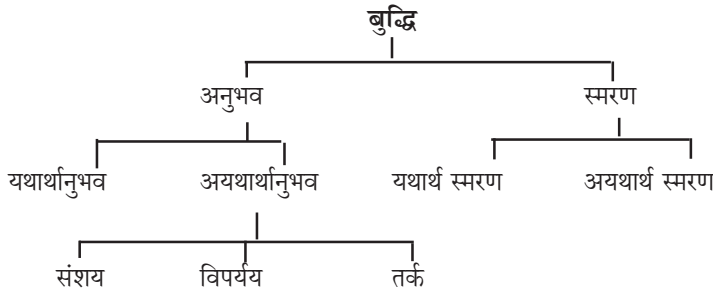 बुद्धि
अनुभव स्मरण
यथार्थानुभव अयथार्थानुभव यथार्थ स्मरण अयथार्थ स्मरण
संशय विपर्यय तर्क